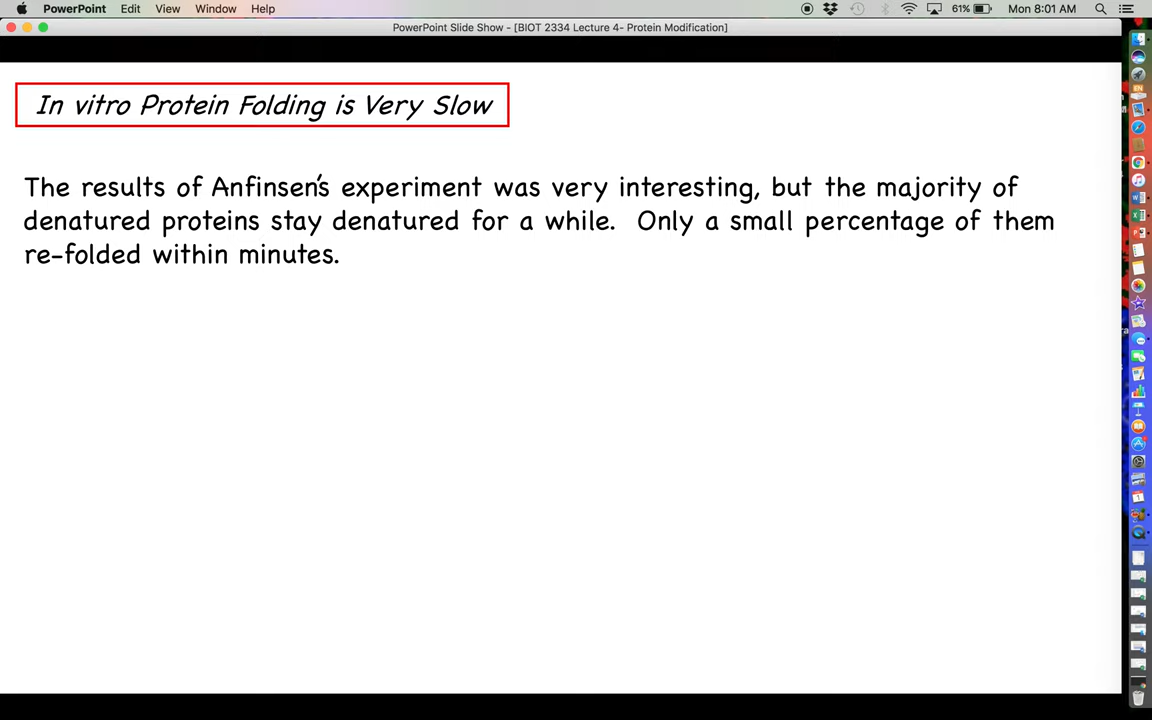 PowerPoint Edit View Window Help 61% Mon 8:01 AM
PowerPoint Slide Show - [BIOT 2334 Lecture 4- Protein Modification]
In vitro Protein Folding is Very Slow
The results of Anfinsen's experiment was very interesting, but the majority of
denatured proteins stay denatured for a while. Only a small percentage of them
re-folded within minutes.